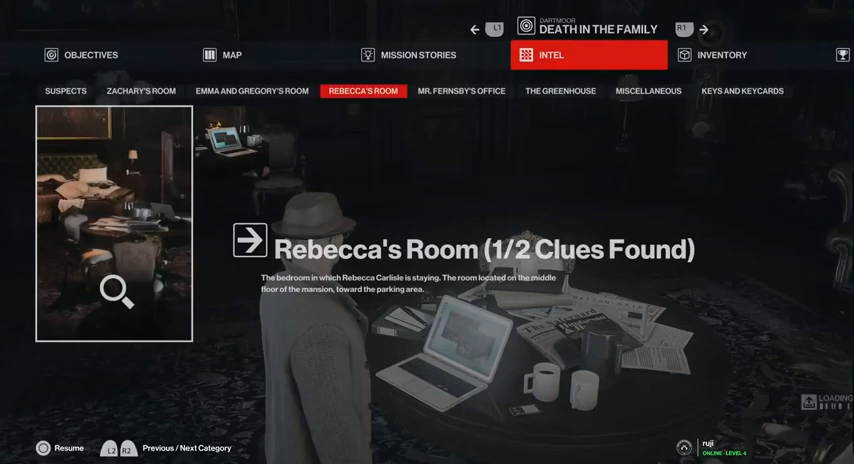 L1
DARTMOOR
DEATH IN THE FAMILY
R1
OBJECTIVES
MAP
MISSION STORIES
INTEL
INVENTORY
SUSPECTS
ZACHARY'S ROOM
EMMA AND GREGORY'S ROOM
REBECCA'S ROOM
MR. FERNSBY'S OFFICE
THE GREENHOUSE
MISCELLANEOUS
KEYS AND KEYCARDS
Rebecca's Room (1/2 Clues Found)
The bedroom in which Rebecca Carlisle is staying. The room located on the middle
floor of the mansion, toward the parking area.
LOADING
Resume
L2
R2
Previous / Next Category
ruji
ONLINE - LEVEL 4